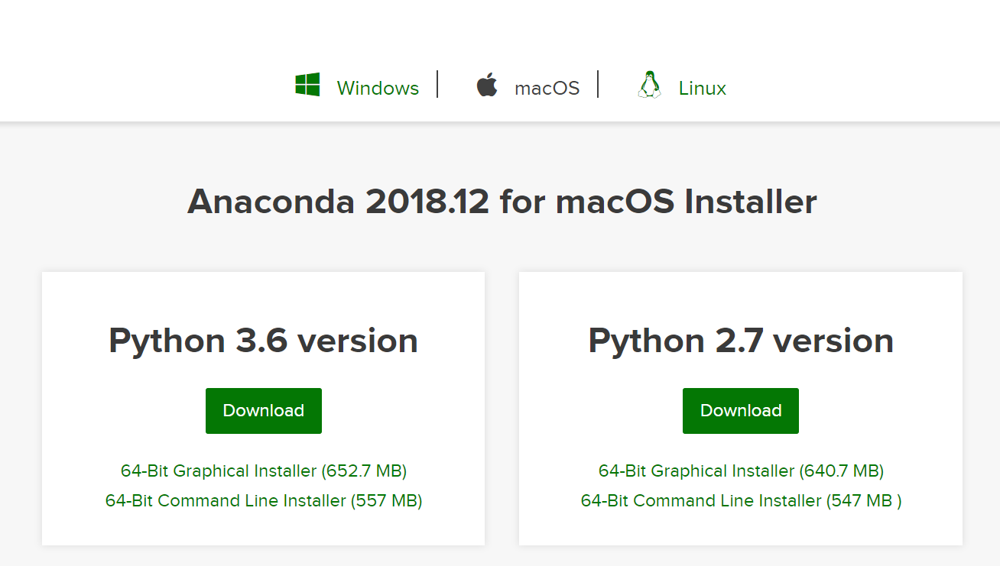 Windows macOS Linux
Anaconda 2018.12 for macOS Installer
Python 3.6 version
Download
64-Bit Graphical Installer (652.7 MB)
64-Bit Command Line Installer (557 MB)
Python 2.7 version
Download
64-Bit Graphical Installer (640.7 MB)
64-Bit Command Line Installer (547 MB )